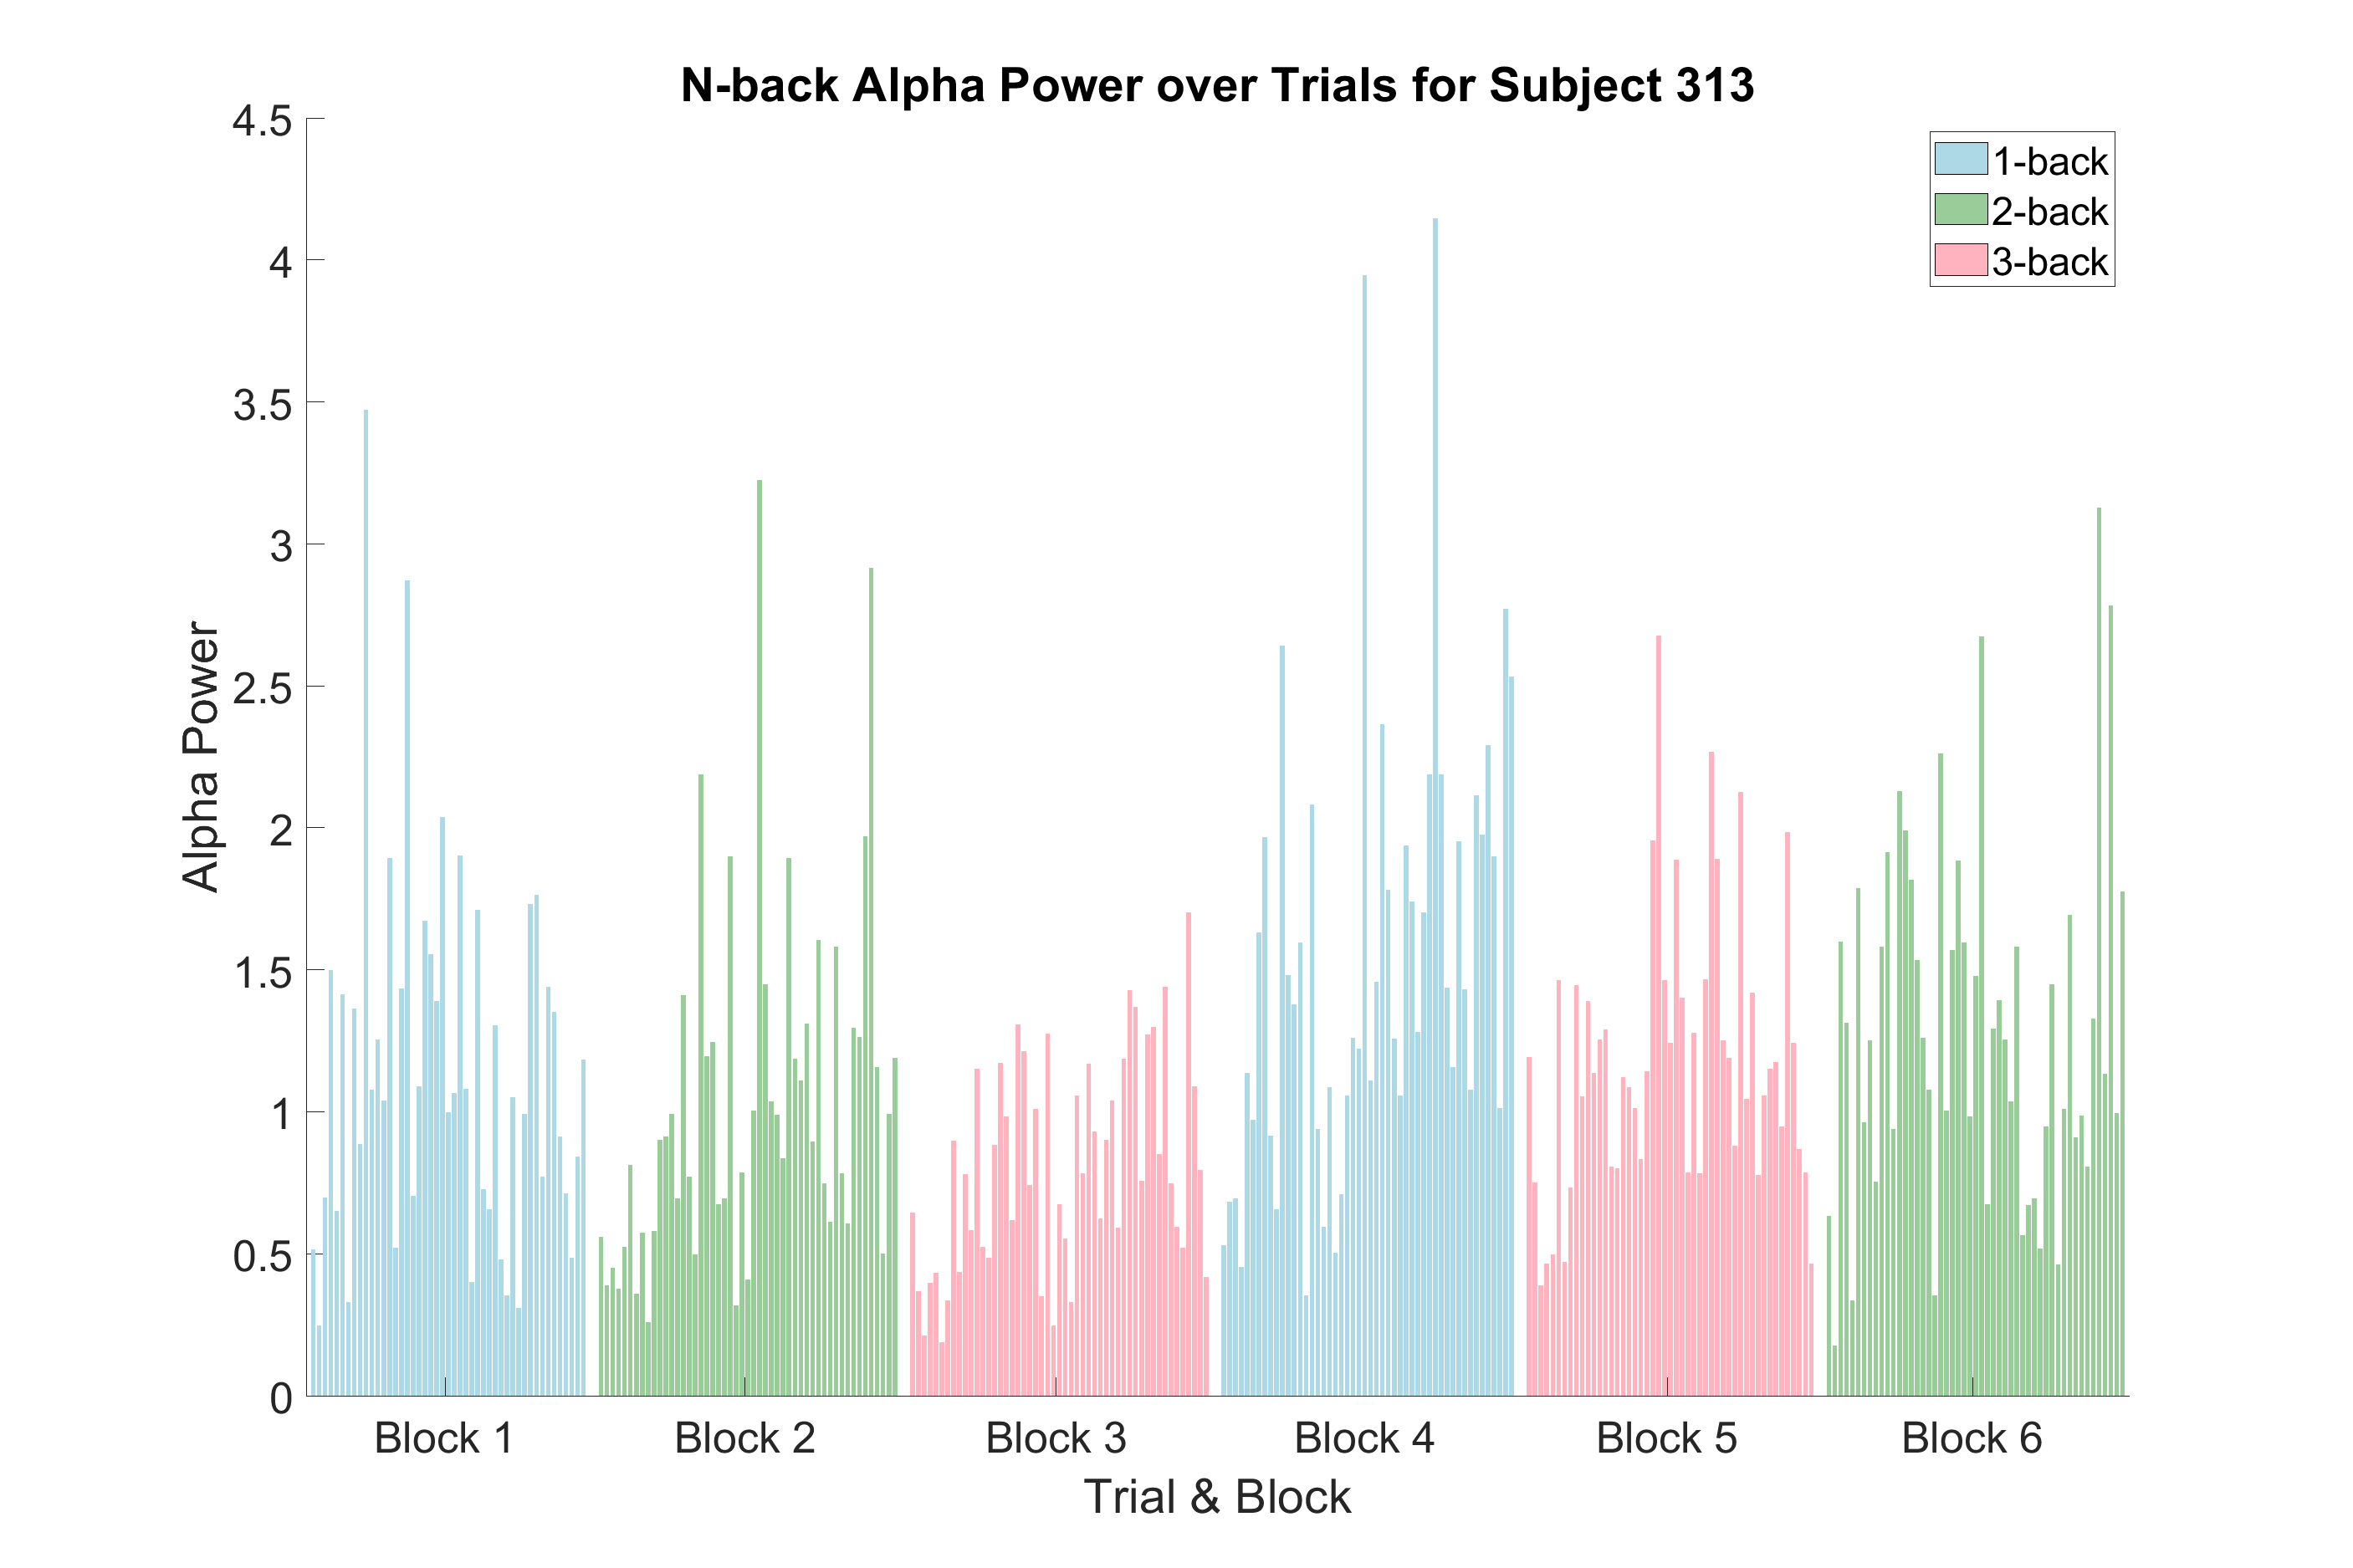 N-back Alpha Power over Trials for Subject 313
4.5
4
3.5
3
2.5
2
1.5
1
0.5
0
Alpha Power
1-back
2-back
3-back
Block 1
Block 2
Block 3
Block 4
Block 5
Block 6
Trial & Block